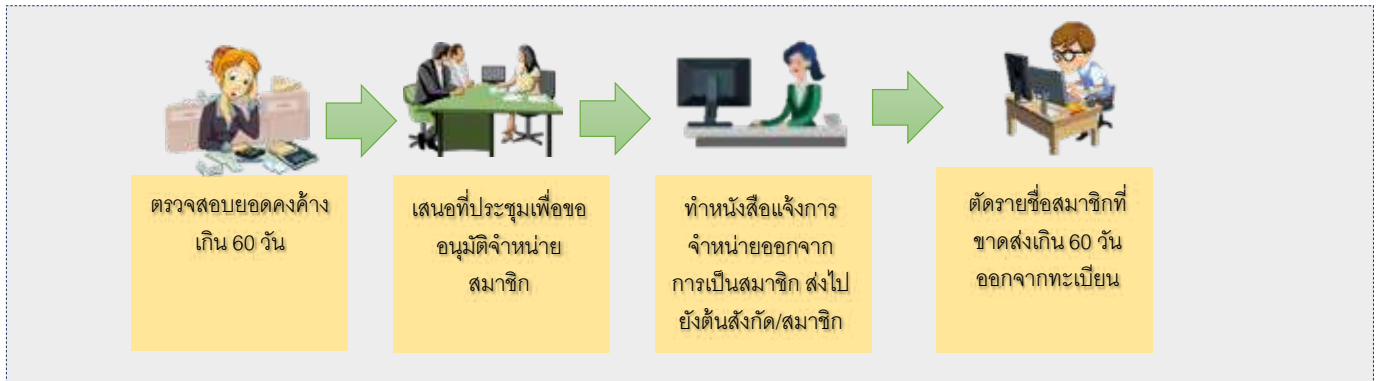 ตรวจสอบยอดคงค้าง
เกิน 60 วัน
เสนอที่ประชุมเพื่อขอ
อนุมัติจำหน่าย
สมาชิก
ทำหนังสือแจ้งการ
จำหน่ายออกจาก
การเป็นสมาชิก ส่งไป
ยังต้นสังกัด/สมาชิก
ตัดรายชื่อสมาชิกที่
ขาดส่งเกิน 60 วัน
ออกจากทะเบียน